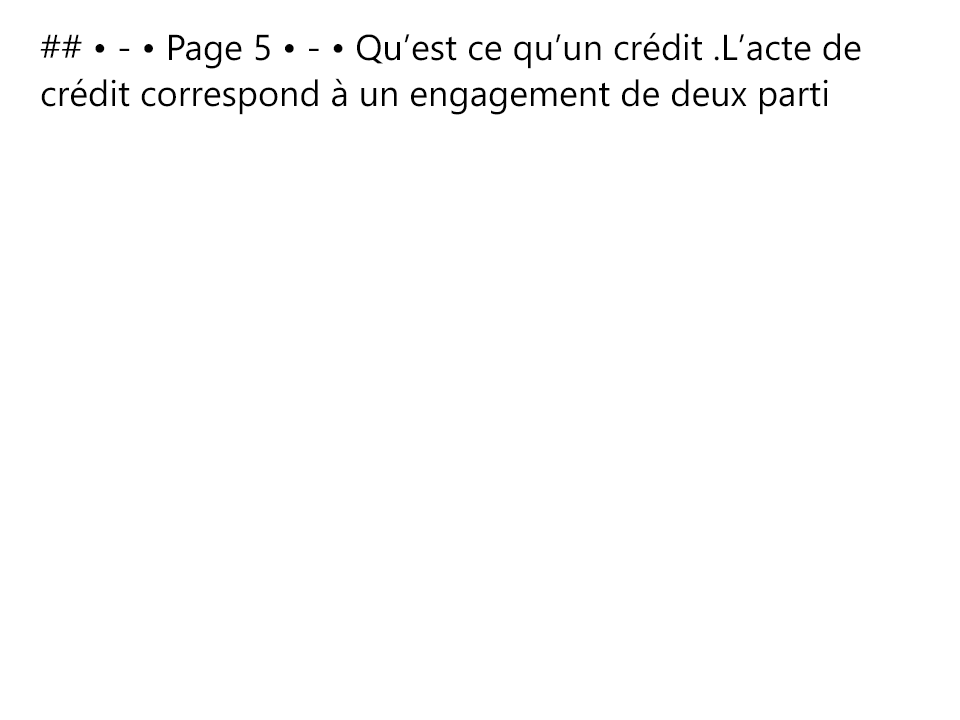 ## • - • Page 5 • - • Qu’est ce qu’un crédit .L’acte de
crédit correspond à un engagement de deux parti